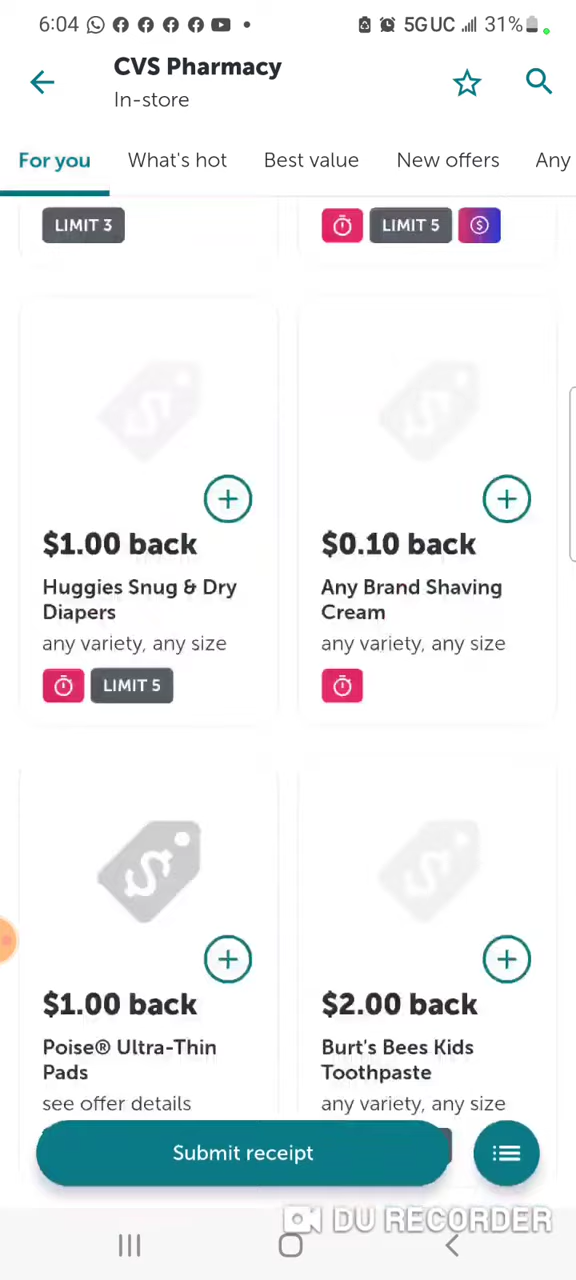 6:04
5GUC 31%
CVS Pharmacy
In-store
For you What's hot Best value New offers Any
LIMIT 3
LIMIT 5
$1.00 back
Huggies Snug & Dry
Diapers
any variety, any size
LIMIT 5
$0.10 back
Any Brand Shaving
Cream
any variety, any size
$1.00 back
Poise® Ultra-Thin
Pads
see offer details
$2.00 back
Burt's Bees Kids
Toothpaste
any variety, any size
Submit receipt
DU RECORDER